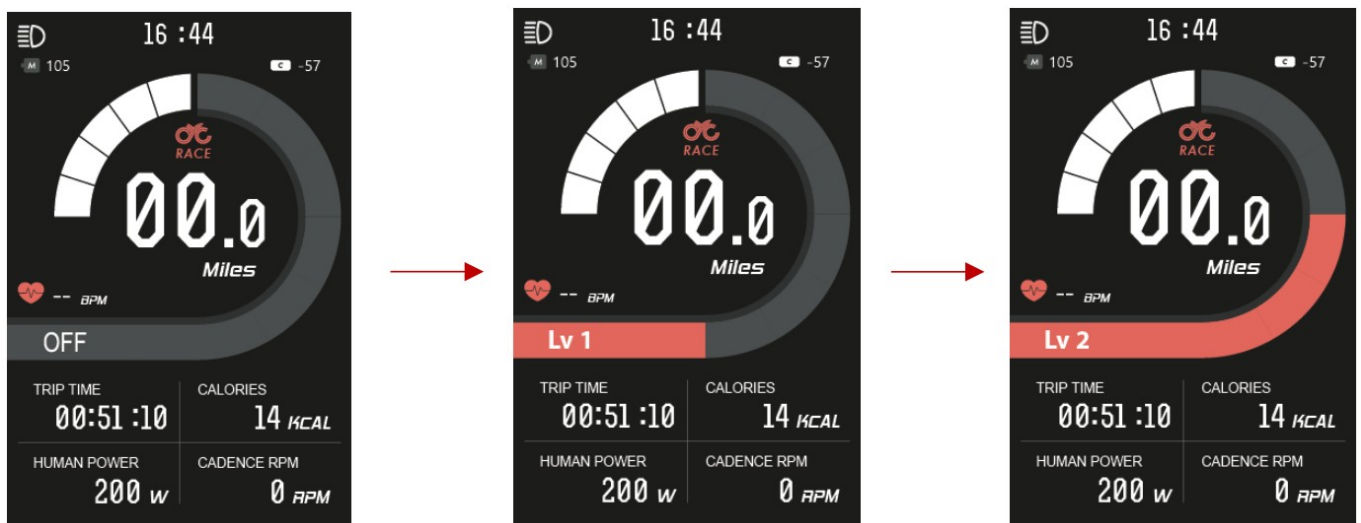 16 :44
M 105 C -57
RACE
00.0
Miles
-- BPM
OFF
TRIP TIME CALORIES
00:51 :10 14 KCAL
HUMAN POWER CADENCE RPM
200 W 0 RPM
16 :44
M 105 C -57
RACE
00.0
Miles
-- BPM
Lv 1
TRIP TIME CALORIES
00:51 :10 14 KCAL
HUMAN POWER CADENCE RPM
200 W 0 RPM
16 :44
M 105 C -57
RACE
00.0
Miles
-- BPM
Lv 2
TRIP TIME CALORIES
00:51 :10 14 KCAL
HUMAN POWER CADENCE RPM
200 W 0 RPM